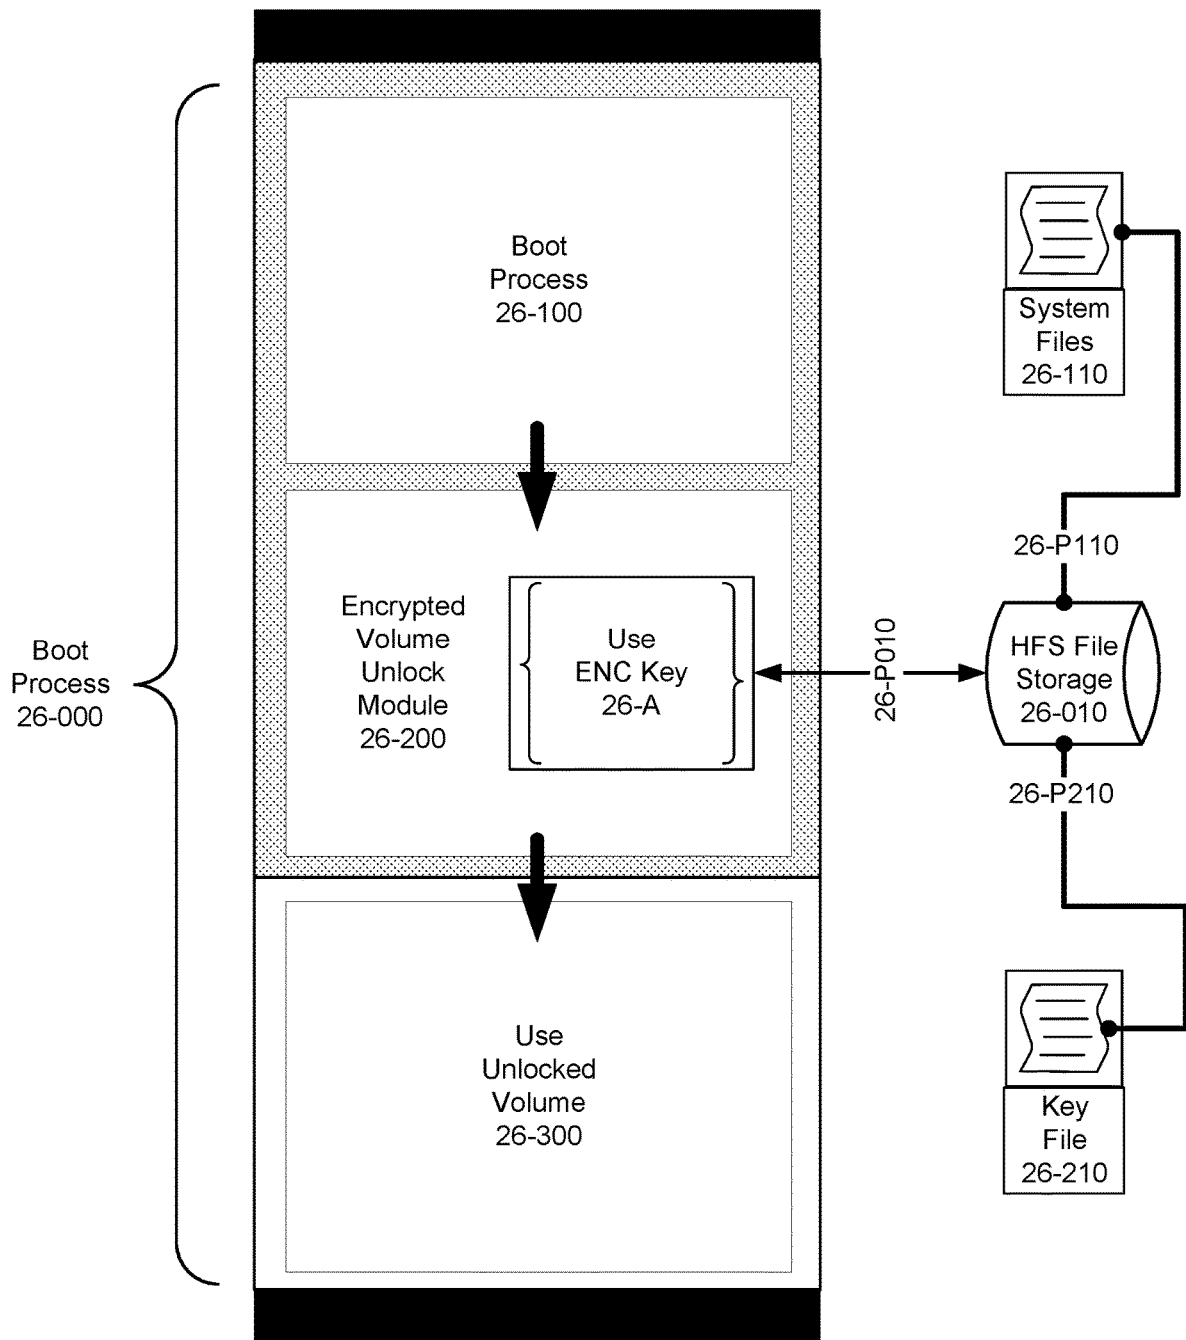 Boot
Process
26-000
Boot
Process
26-100
Encrypted
Volume
Unlock
Module
26-200
Use
ENC Key
26-A
Use
Unlocked
Volume
26-300
26-P010
System
Files
26-110
26-P110
HFS File
Storage
26-010
26-P210
Key
File
26-210